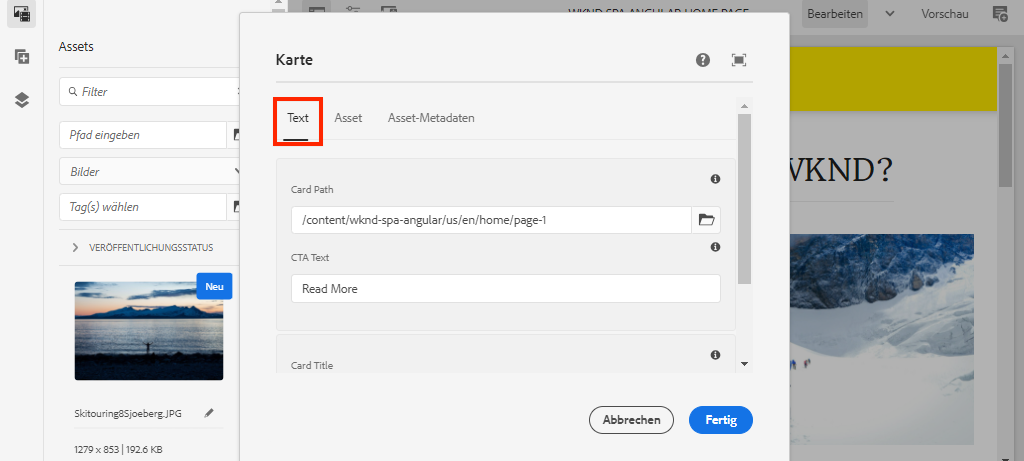 WKND SPA ANGULAR HOME PAGE
Bearbeiten
Vorschau
Assets
Filter
Pfad eingeben
Bilder
Tag(s) wählen
VERÖFFENTLICHUNGSSTATUS
Neu
Skitouring8Sjoeberg.JPG
1279 x 853 | 192.6 KB
Karte
Text Asset Asset-Metadaten
Card Path
/content/wknd-spa-angular/us/en/home/page-1
CTA Text
Read More
Card Title
Abbrechen Fertig
WKND?